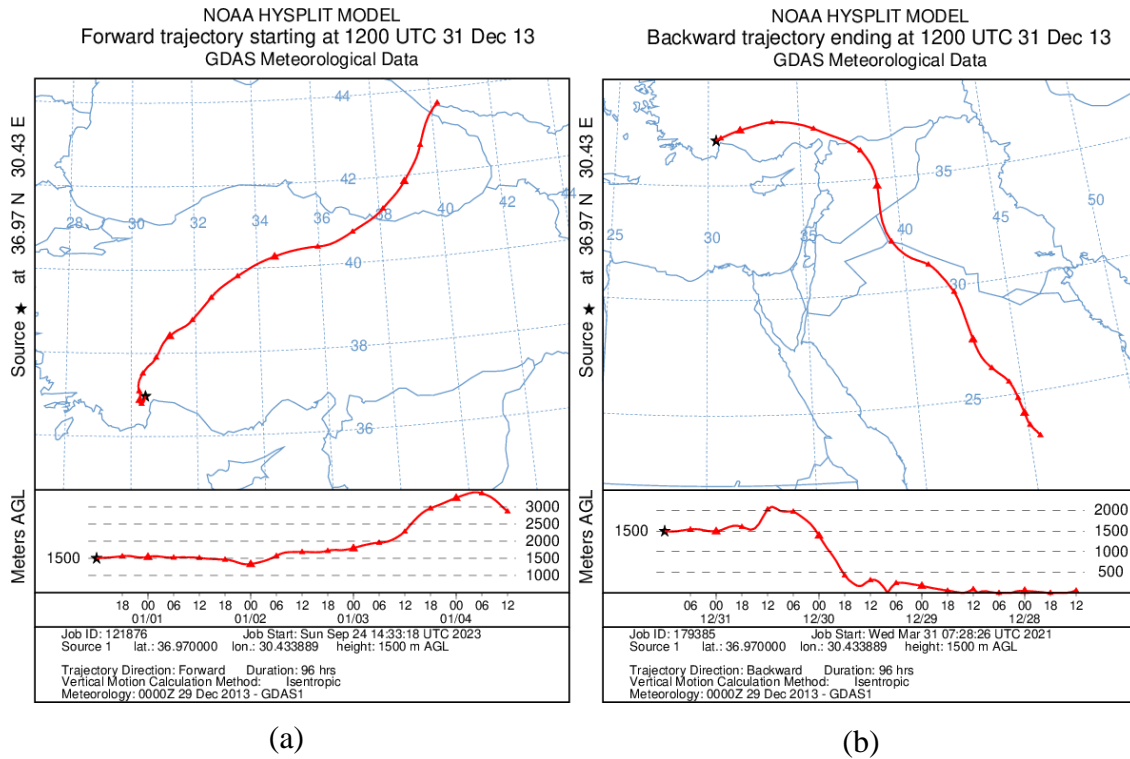 NOAA HYSPLIT MODEL
Forward trajectory starting at 1200 UTC 31 Dec 13
GDAS Meteorological Data
Source ★ at 36.97 N 30.43 E
44
42
44
28
30
32
34
36
38
40
42
40
38
36
Meters AGL
1500
3000
2500
2000
1500
1000
18 00 06 12 18 00 06 12 18 00 06 12 18 00 06 12
01/01 01/02 01/03 01/04
Job ID: 121876 Job Start: Sun Sep 24 14:33:18 UTC 2023
Source 1 lat.: 36.970000 lon.: 30.433889 height: 1500 m AGL
Trajectory Direction: Forward Duration: 96 hrs
Vertical Motion Calculation Method: Isentropic
Meteorology: 0000Z 29 Dec 2013 - GDAS1
(a)
NOAA HYSPLIT MODEL
Backward trajectory ending at 1200 UTC 31 Dec 13
GDAS Meteorological Data
Source ★ at 36.97 N 30.43 E
35
50
25
30
35
40
45
30
25
Meters AGL
1500
2000
1500
1000
500
06 00 18 12 06 00 18 12 06 00 18 12 06 00 18 12
12/31 12/30 12/29 12/28
Job ID: 179385 Job Start: Wed Mar 31 07:28:26 UTC 2021
Source 1 lat.: 36.970000 lon.: 30.433889 height: 1500 m AGL
Trajectory Direction: Backward Duration: 96 hrs
Vertical Motion Calculation Method: Isentropic
Meteorology: 0000Z 29 Dec 2013 - GDAS1
(b)